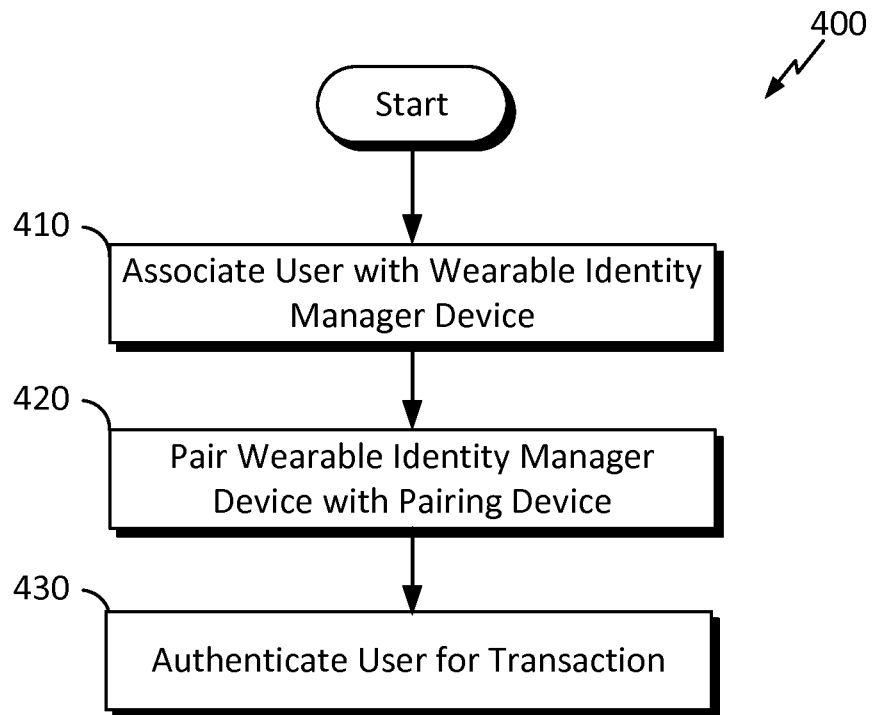 400
Start
410
Associate User with Wearable Identity
Manager Device
420
Pair Wearable Identity Manager
Device with Pairing Device
430
Authenticate User for Transaction